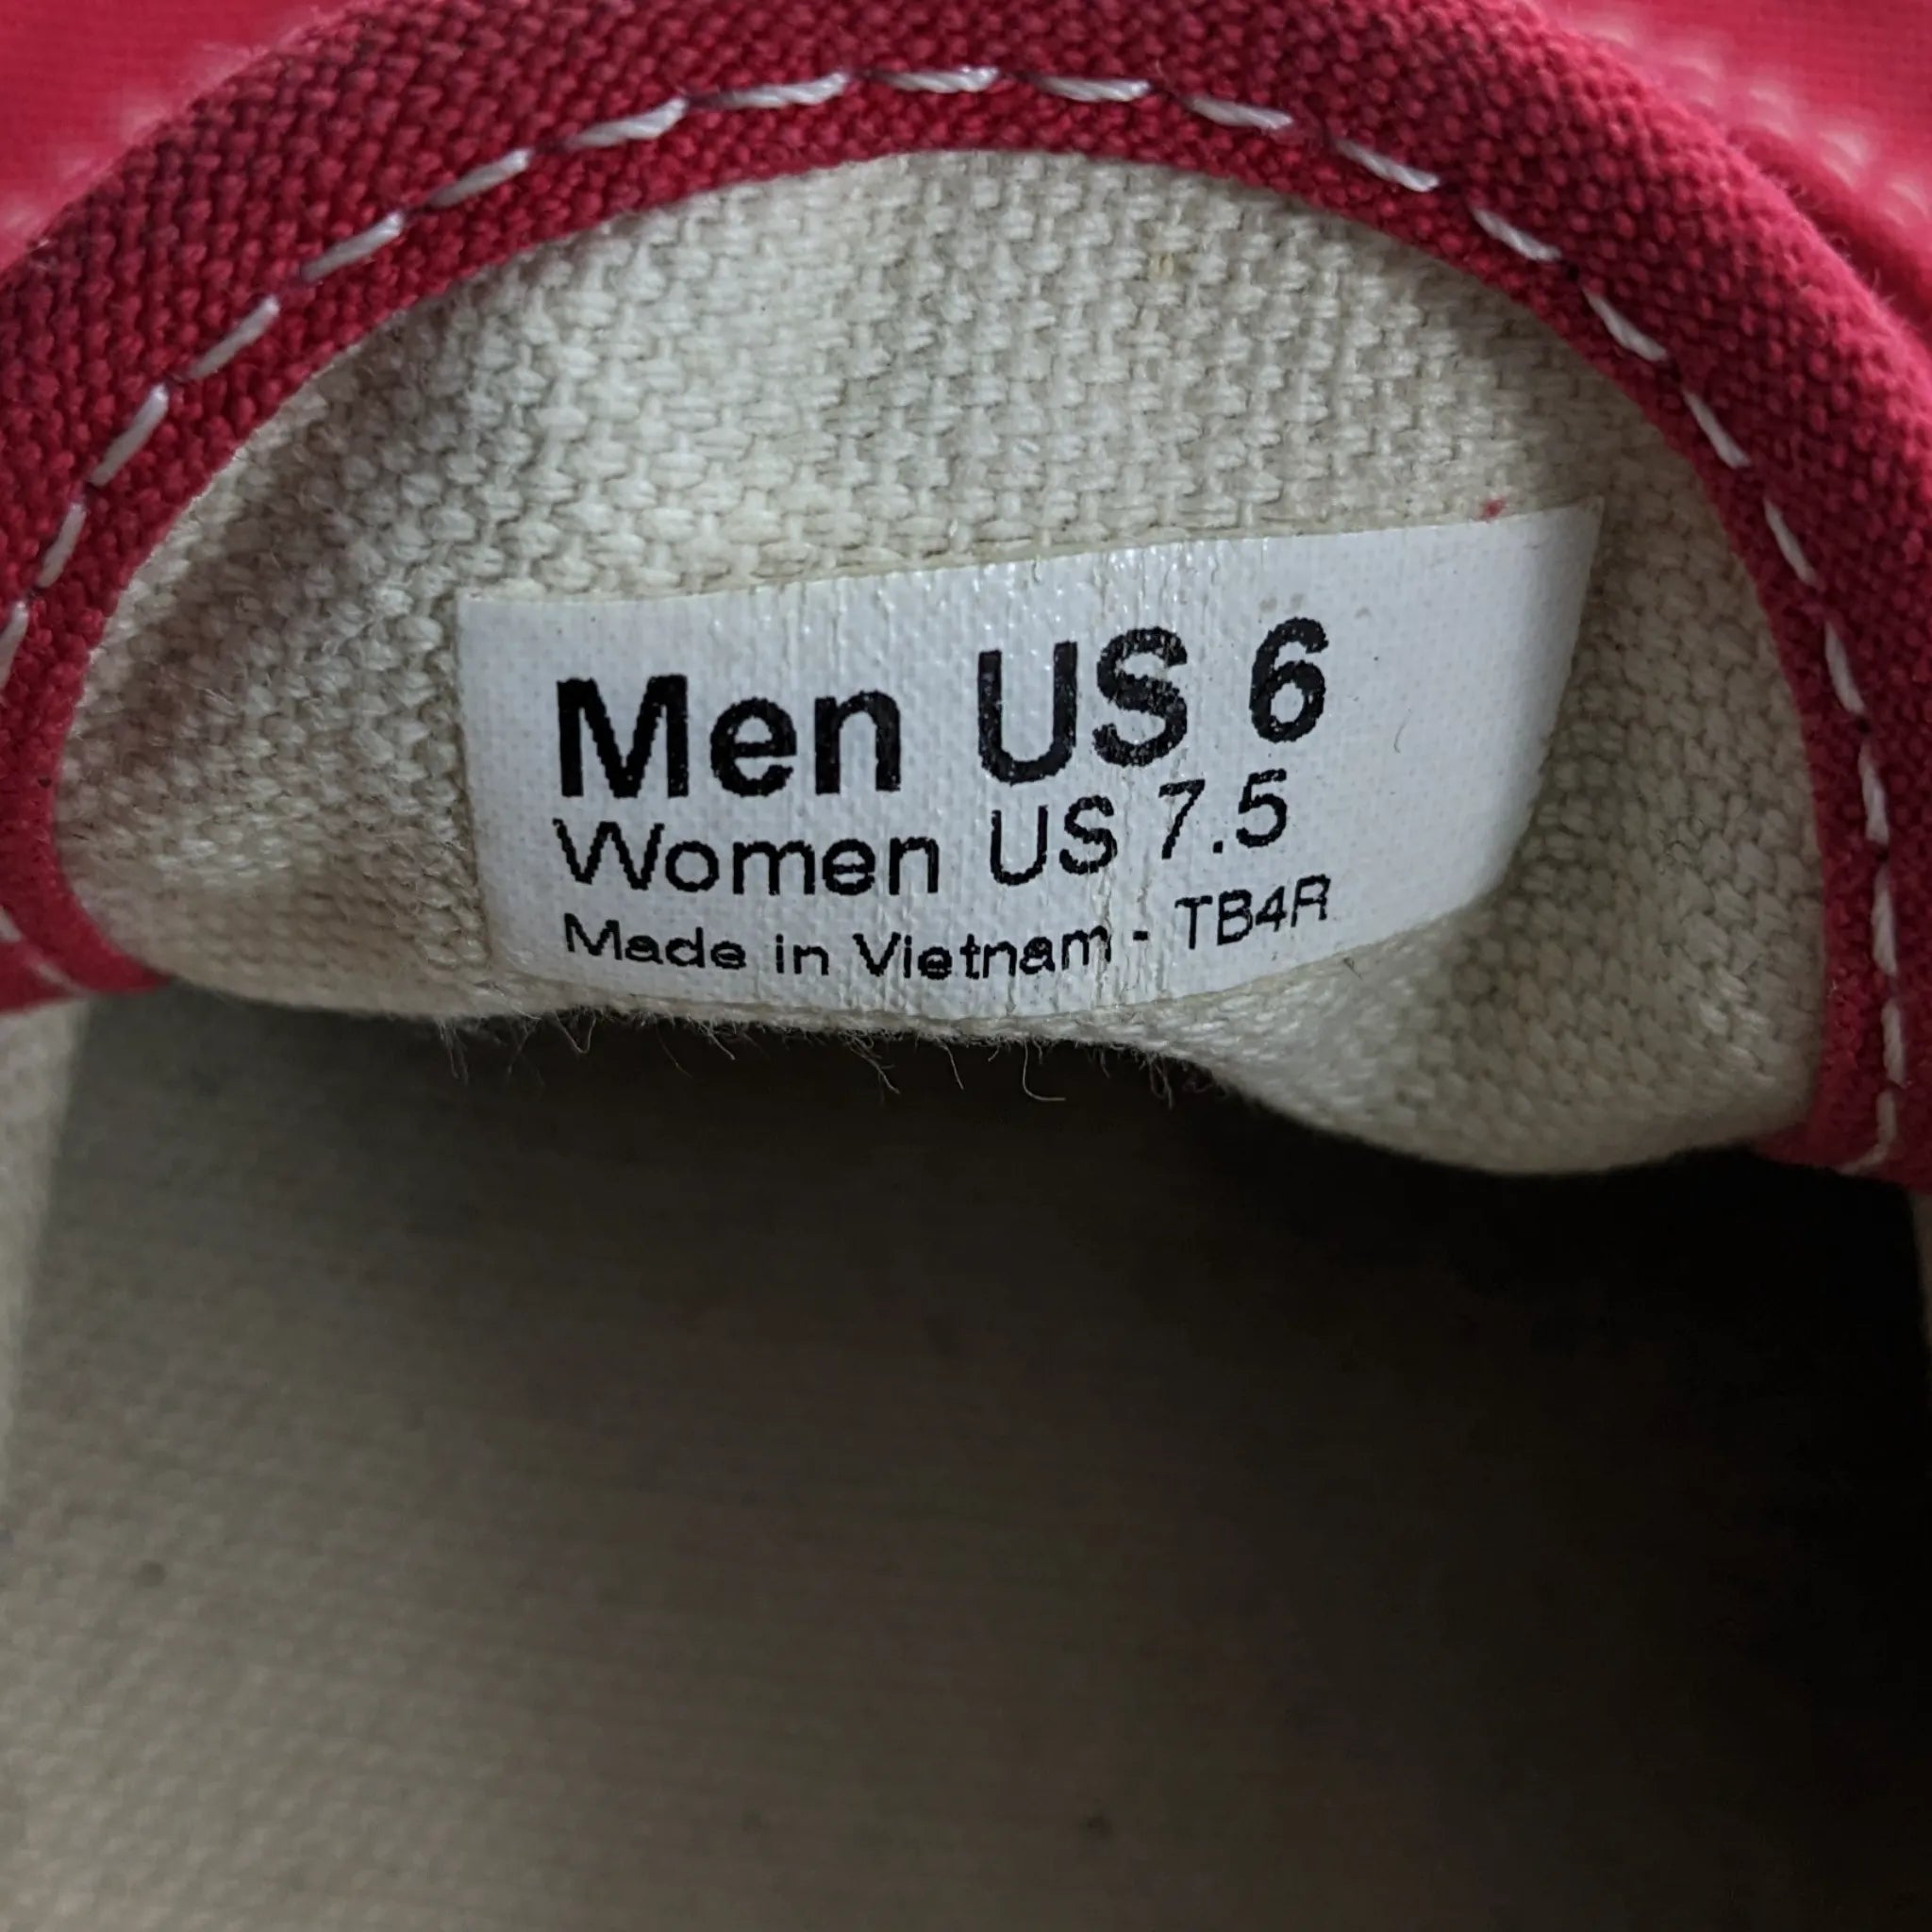 Men US 6
Women US 7.5
Made in Vietnam - TB4R